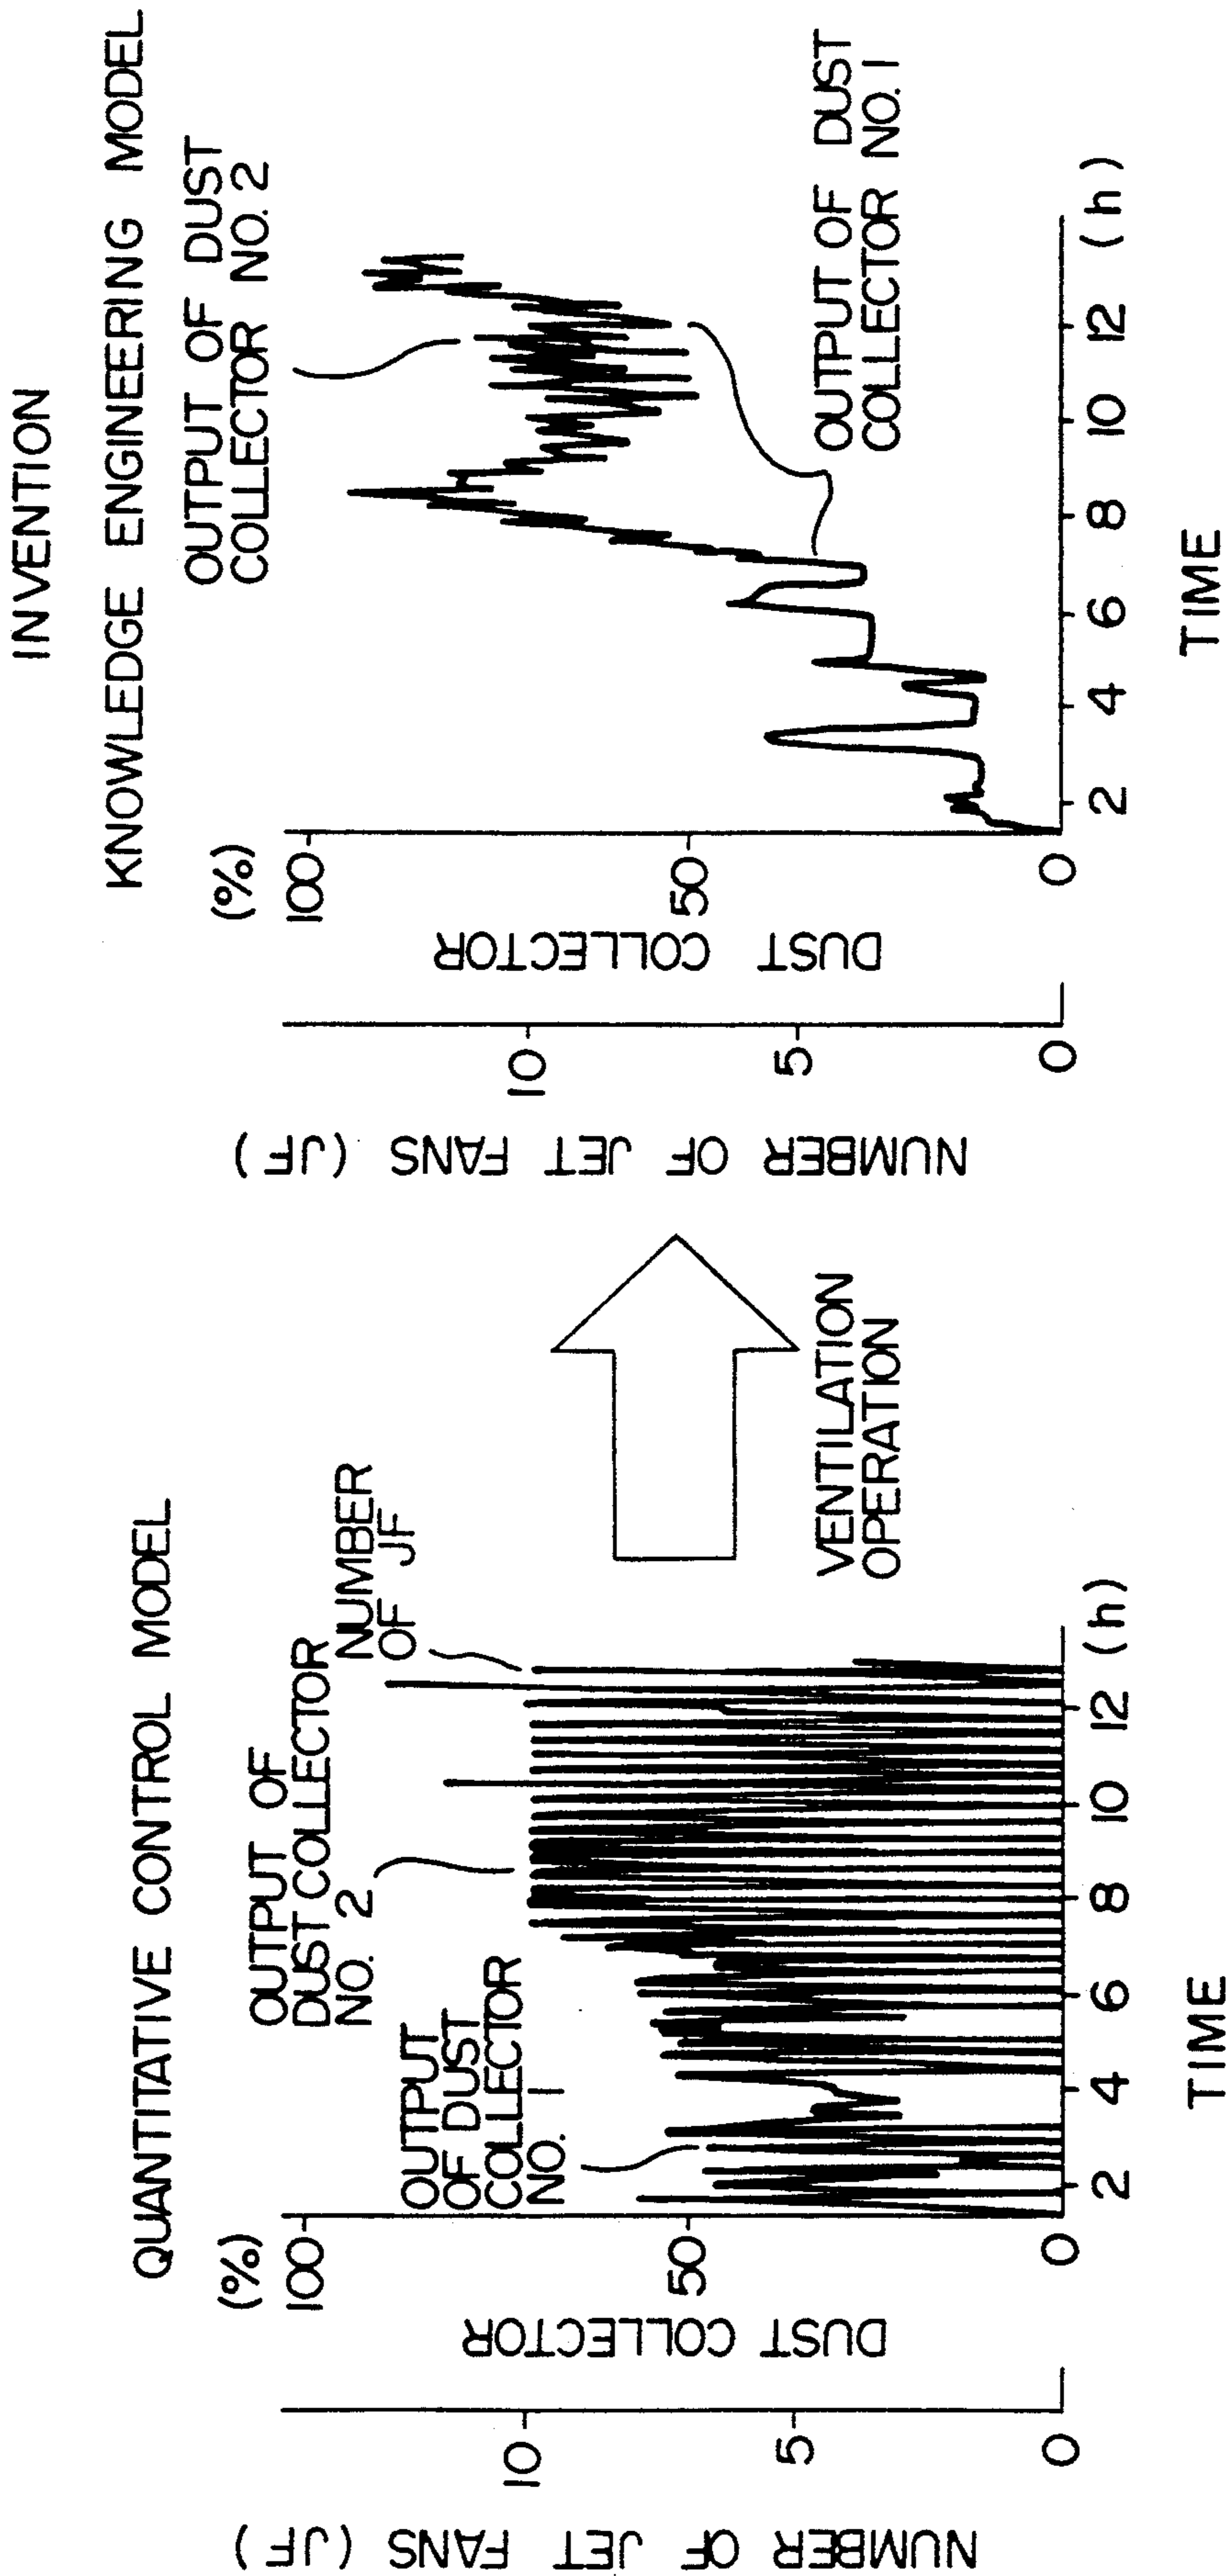 INVENTION
QUANTITATIVE CONTROL MODEL
(%)
100
50
0
DUST COLLECTOR
10
5
0
NUMBER OF JET FANS (JF)
OUTPUT
OF DUST
COLLECTOR
NO. 1
OUTPUT OF
DUST COLLECTOR
NO. 2
NUMBER
OF JF
2 4 6 8 10 12 (h)
TIME
VENTILATION
OPERATION
KNOWLEDGE ENGINEERING MODEL
(%)
100
50
0
DUST COLLECTOR
10
5
0
NUMBER OF JET FANS (JF)
OUTPUT OF DUST
COLLECTOR NO. 2
OUTPUT OF DUST
COLLECTOR NO. 1
2 4 6 8 10 12 (h)
TIME